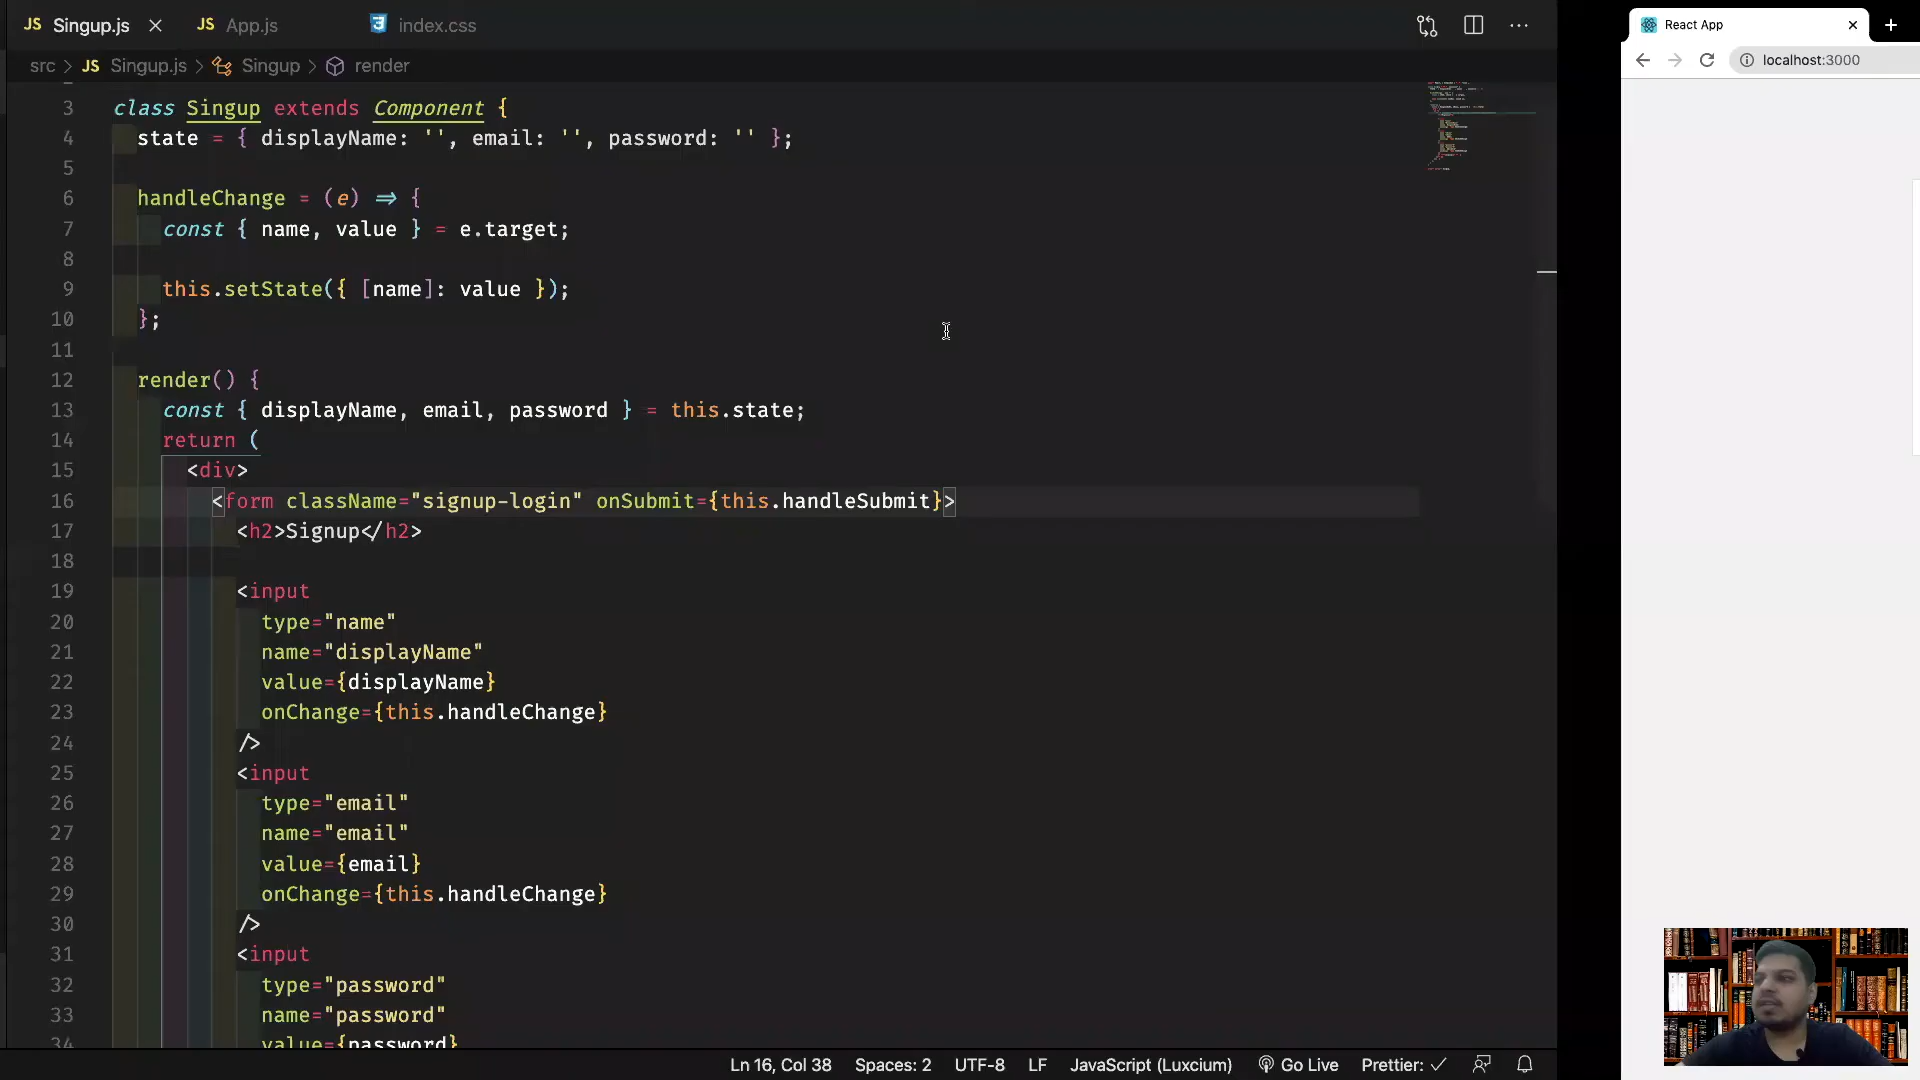 JS Singup.js
JS App.js
index.css
React App
src > JS Singup.js > Singup > render
localhost:3000
3 class Singup extends Component {
4 state = { displayName: '', email: '', password: '' };
5
6 handleChange = (e) => {
7 const { name, value } = e.target;
8
9 this.setState({ [name]: value });
10 };
11
12 render() {
13 const { displayName, email, password } = this.state;
14 return (
15 <div>
16 <form className="signup-login" onSubmit={this.handleSubmit}>
17 <h2>Signup</h2>
18
19 <input
20 type="name"
21 name="displayName"
22 value={displayName}
23 onChange={this.handleChange}
24 />
25 <input
26 type="email"
27 name="email"
28 value={email}
29 onChange={this.handleChange}
30 />
31 <input
32 type="password"
33 name="password"
34 value={password}
Ln 16, Col 38 Spaces: 2 UTF-8 LF JavaScript (Luxcium) Go Live Prettier: ✓